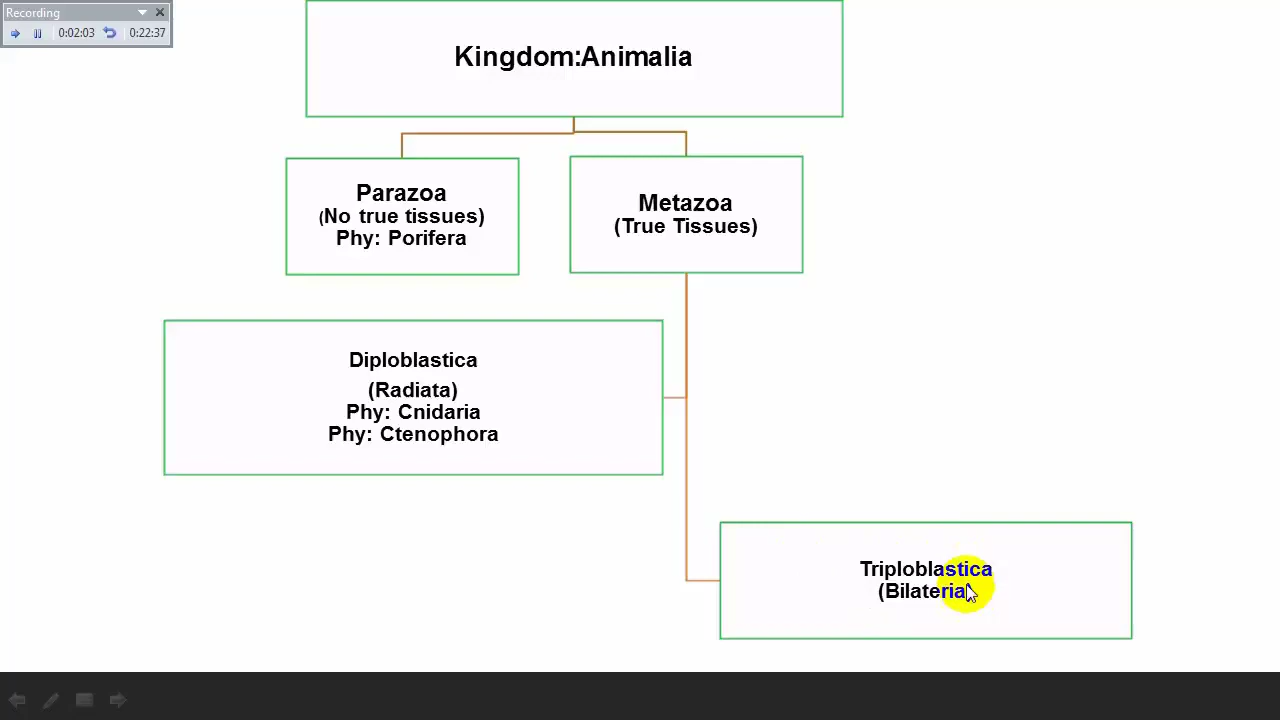 Recording
0:02:03 0:22:37
Kingdom:Animalia
Parazoa
(No true tissues)
Phy: Porifera
Metazoa
(True Tissues)
Diploblastica
(Radiata)
Phy: Cnidaria
Phy: Ctenophora
Triploblastica
(Bilateria)